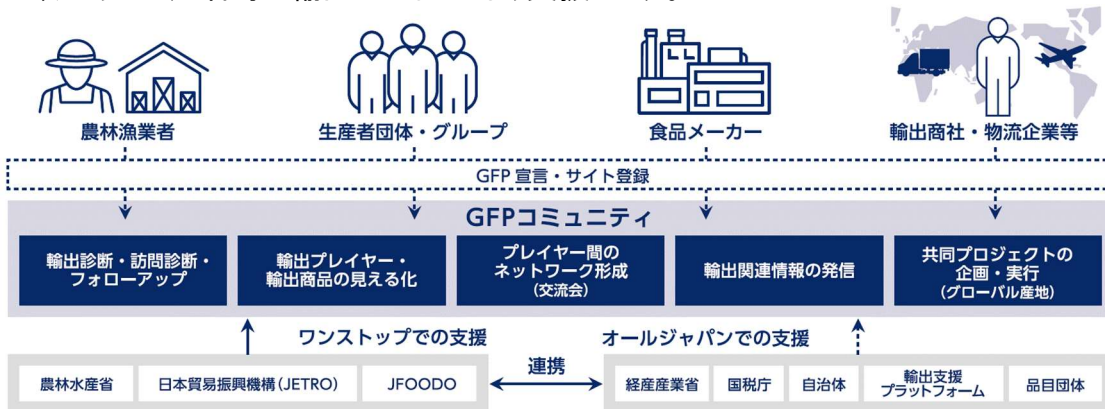 農林漁業者
生産者団体・グループ
食品メーカー
輸出商社・物流企業等
GFP 宣言・サイト登録
GFPコミュニティ
輸出診断・訪問診断・
フォローアップ
輸出プレイヤー・
輸出商品の見える化
プレイヤー間の
ネットワーク形成
(交流会)
輸出関連情報の発信
共同プロジェクトの
企画・実行
(グローバル産地)
ワンストップでの支援
オールジャパンでの支援
農林水産省
日本貿易振興機構(JETRO)
JFOODO
連携
経産産業省
国税庁
自治体
輸出支援
プラットフォーム
品目団体